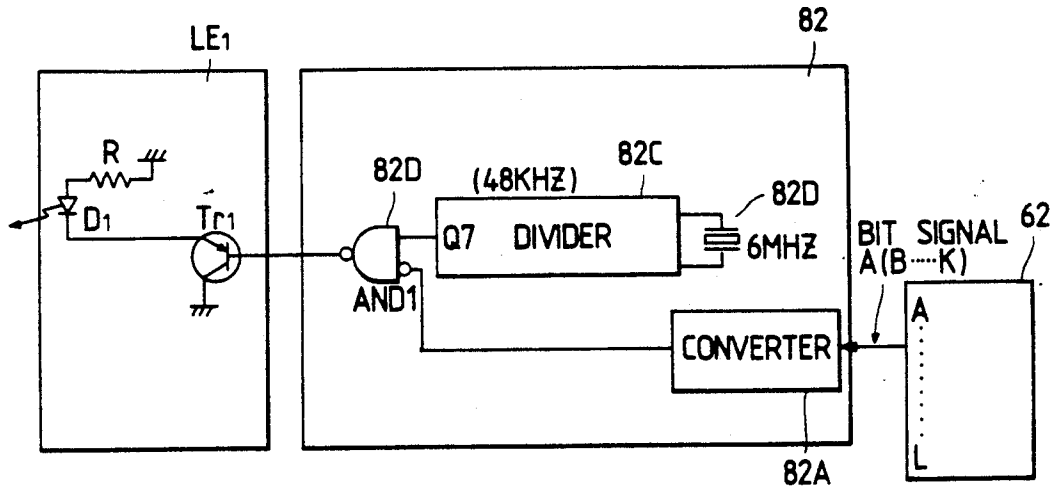 LE1
82
R
D1
Tr1
82D
AND1
(48KHZ)
82C
Q7 DIVIDER
82D
6MHZ
BIT SIGNAL
A(B·····K)
62
A
L
CONVERTER
82A